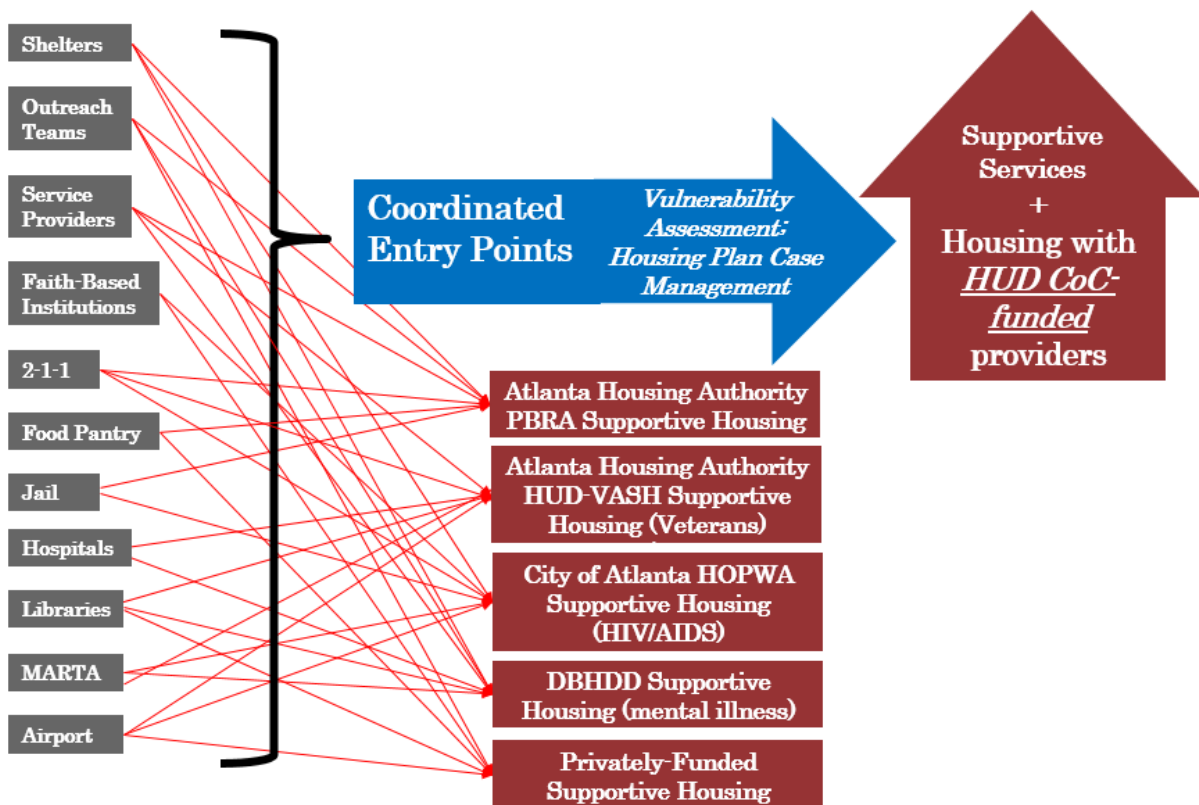 Shelters
Outreach
Teams
Service
Providers
Faith-Based
Institutions
2-1-1
Food Pantry
Jail
Hospitals
Libraries
MARTA
Airport
Coordinated
Entry Points
Vulnerability
Assessment;
Housing Plan Case
Management
Supportive
Services
+
Housing with
HUD CoC-
funded
providers
Atlanta Housing Authority
PBRA Supportive Housing
Atlanta Housing Authority
HUD-VASH Supportive
Housing (Veterans)
City of Atlanta HOPWA
Supportive Housing
(HIV/AIDS)
DBHDD Supportive
Housing (mental illness)
Privately-Funded
Supportive Housing